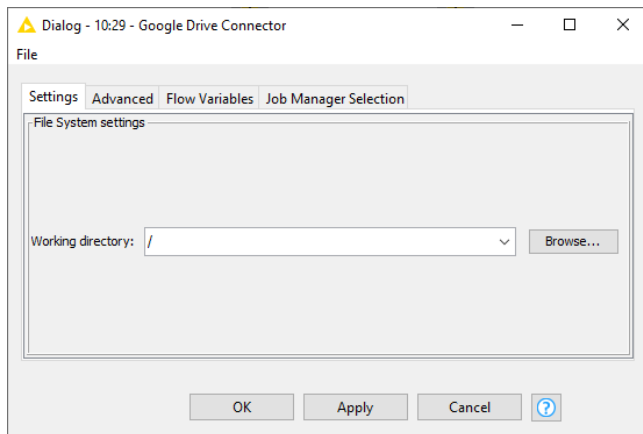 Dialog - 10:29 - Google Drive Connector
File
Settings Advanced Flow Variables Job Manager Selection
File System settings
Working directory: / Browse...
OK Apply Cancel ?